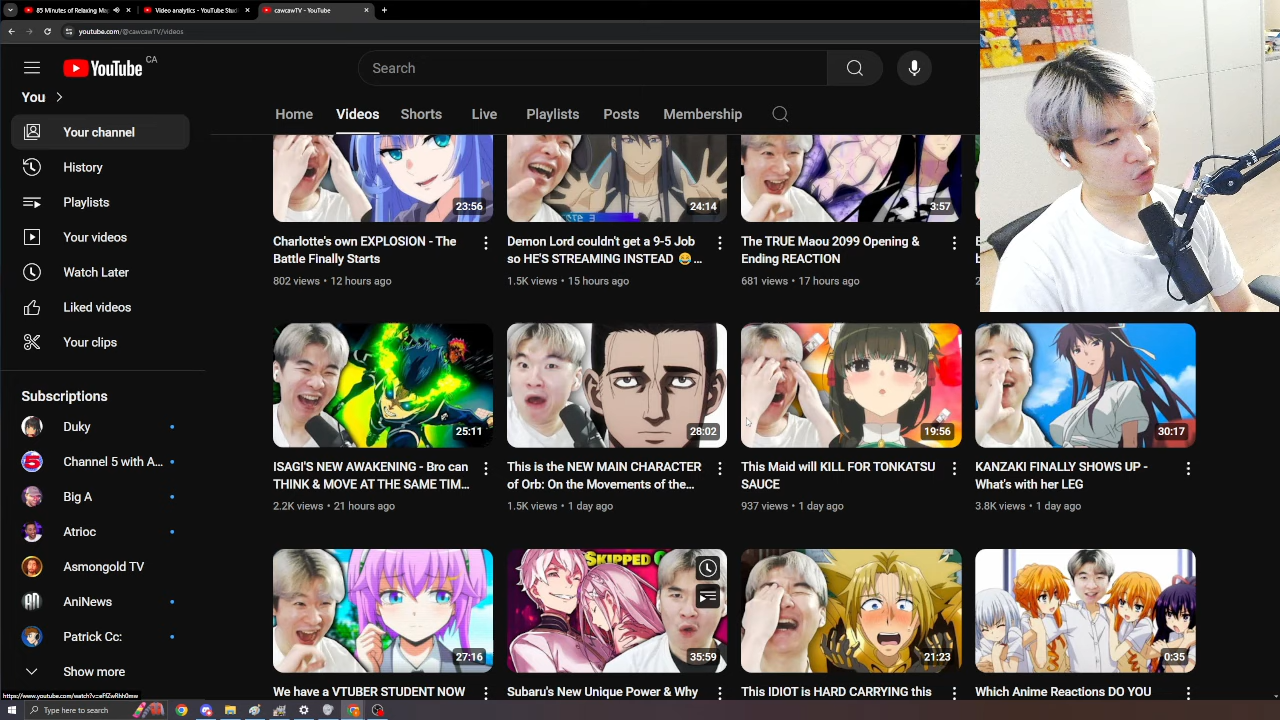 85 Minutes of Relaxing Ma
Video analytics - YouTube Stud
cawcawTV - YouTube
youtube.com/@cawcawTV/videos
YouTube CA
Search
You
Your channel
History
Playlists
Your videos
Watch Later
Liked videos
Your clips
Subscriptions
Duky
Channel 5 with A...
Big A
Atrioc
Asmongold TV
AniNews
Patrick Cc:
Show more
Home Videos Shorts Live Playlists Posts Membership
23:56
24:14
3:57
Charlotte's own EXPLOSION - The
Battle Finally Starts
802 views • 12 hours ago
Demon Lord couldn't get a 9-5 Job
so HE'S STREAMING INSTEAD 😂...
1.5K views • 15 hours ago
The TRUE Maou 2099 Opening &
Ending REACTION
681 views • 17 hours ago
25:11
28:02
19:56
30:17
ISAGI'S NEW AWAKENING - Bro can
THINK & MOVE AT THE SAME TIM...
2.2K views • 21 hours ago
This is the NEW MAIN CHARACTER
of Orb: On the Movements of the...
1.5K views • 1 day ago
This Maid will KILL FOR TONKATSU
SAUCE
937 views • 1 day ago
KANZAKI FINALLY SHOWS UP -
What's with her LEG
3.8K views • 1 day ago
SKIPPED
27:16
35:59
21:23
0:35
We have a VTUBER STUDENT NOW
Subaru's New Unique Power & Why
This IDIOT is HARD CARRYING this
Which Anime Reactions DO YOU
Type here to search